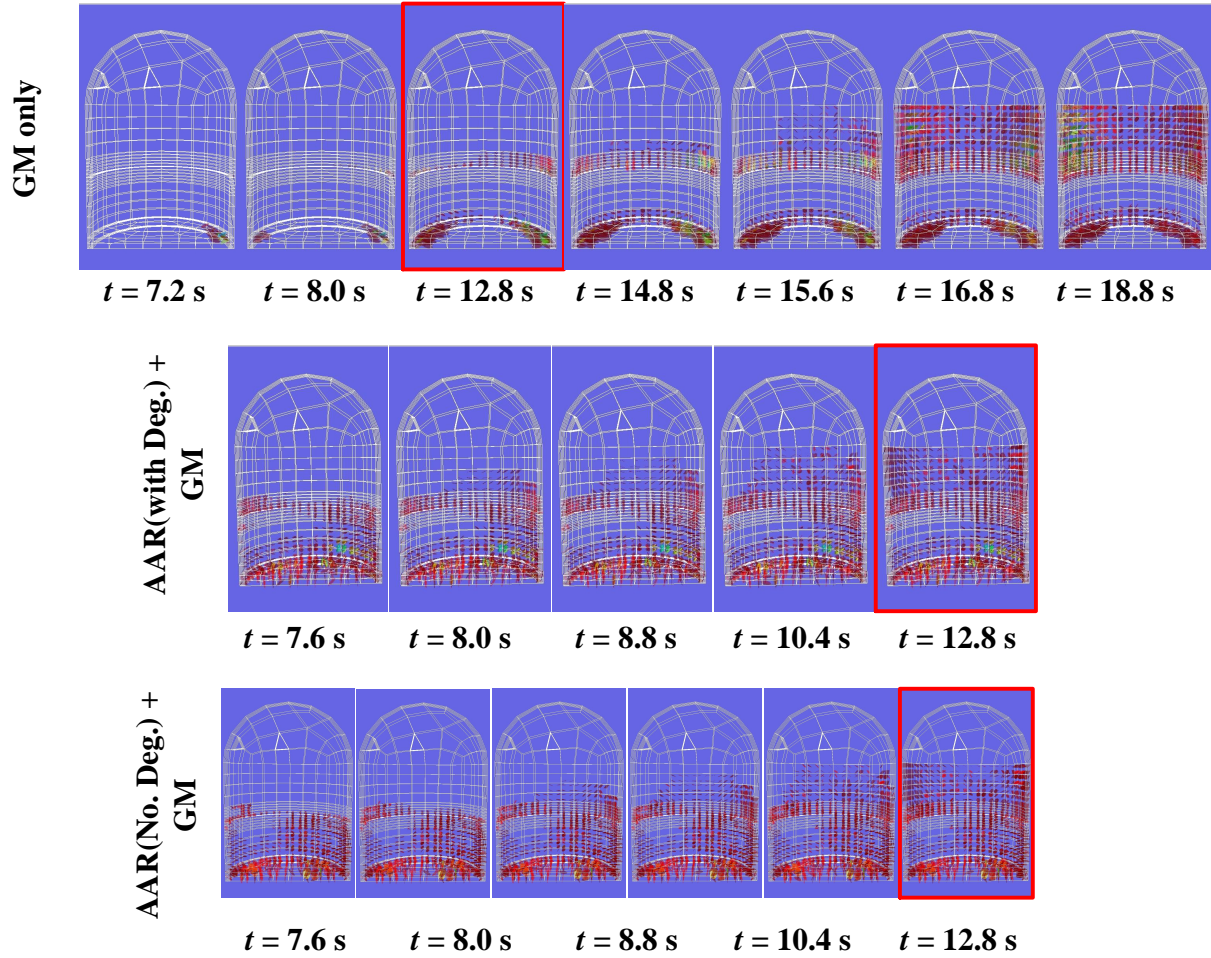 GM only
t = 7.2 s t = 8.0 s t = 12.8 s t = 14.8 s t = 15.6 s t = 16.8 s t = 18.8 s
AAR(with Deg.) +
GM
t = 7.6 s t = 8.0 s t = 8.8 s t = 10.4 s t = 12.8 s
AAR(No. Deg.) +
GM
t = 7.6 s t = 8.0 s t = 8.8 s t = 10.4 s t = 12.8 s